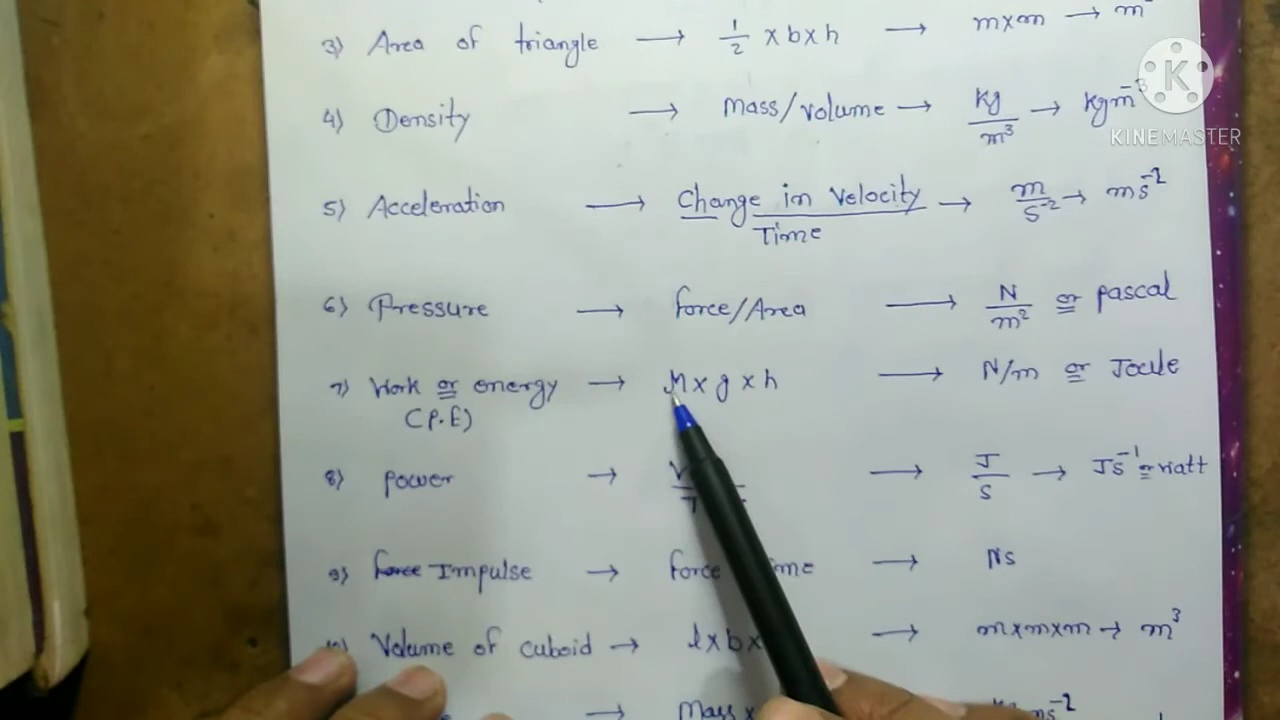 3) Area of triangle → 1/2 x b x h → m x m → m
4) Density → Mass/volume → Kg/m³ → Kgm⁻³
K
KINEMASTER
5) Acceleration → Change in velocity/Time → m/s⁻² → ms⁻²
6) Pressure → force/Area → N/m² or pascal
7) Work or energy → M x g x h → N/m or Joule
(P.E)
8) Power → → J/s → Js⁻¹ or watt
9) force Impulse → force → Ns
Volume of cuboid → l x b x → m x m x m → m³
→ Mass x